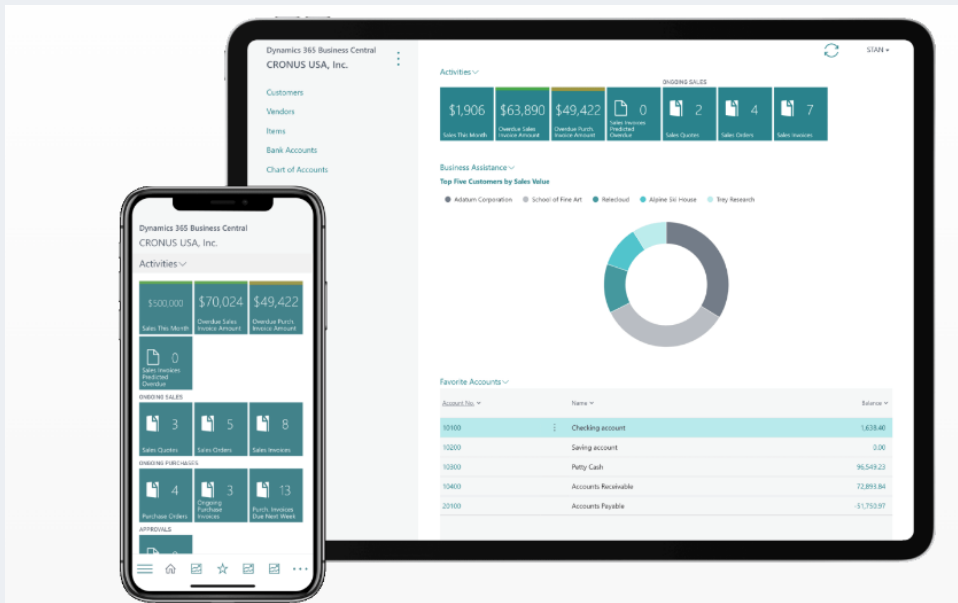 Dynamics 365 Business Central
CRONUS USA, Inc.
Customers
Vendors
Items
Bank Accounts
Chart of Accounts
STAN
Activities
ONGOING SALES
$1,906
Sales This Month
$63,890
Overdue Sales
Invoice Amount
$49,422
Overdue Purch.
Invoice Amount
0
Sales Invoices
Predicted
Overdue
2
Sales Quotes
4
Sales Orders
7
Sales Invoices
Business Assistance
Top Five Customers by Sales Value
Adatum Corporation School of Fine Art Relecloud Alpine Ski House Trey Research
Favorite Accounts
Account No. Name Balance
10100 Checking account 1,638.40
10200 Saving account 0.00
10300 Petty Cash 96,549.23
10400 Accounts Receivable 72,893.84
20100 Accounts Payable -51,750.97
Dynamics 365 Business Central
CRONUS USA, Inc.
Activities
$500,000
Sales This Month
$70,024
Overdue Sales
Invoice Amount
$49,422
Overdue Purch.
Invoice Amount
0
Sales Invoices
Predicted
Overdue
ONGOING SALES
3
Sales Quotes
5
Sales Orders
8
Sales Invoices
ONGOING PURCHASES
4
Purchase Orders
3
Ongoing
Purchase
Invoices
13
Purch. Invoices
Due Next Week
APPROVALS